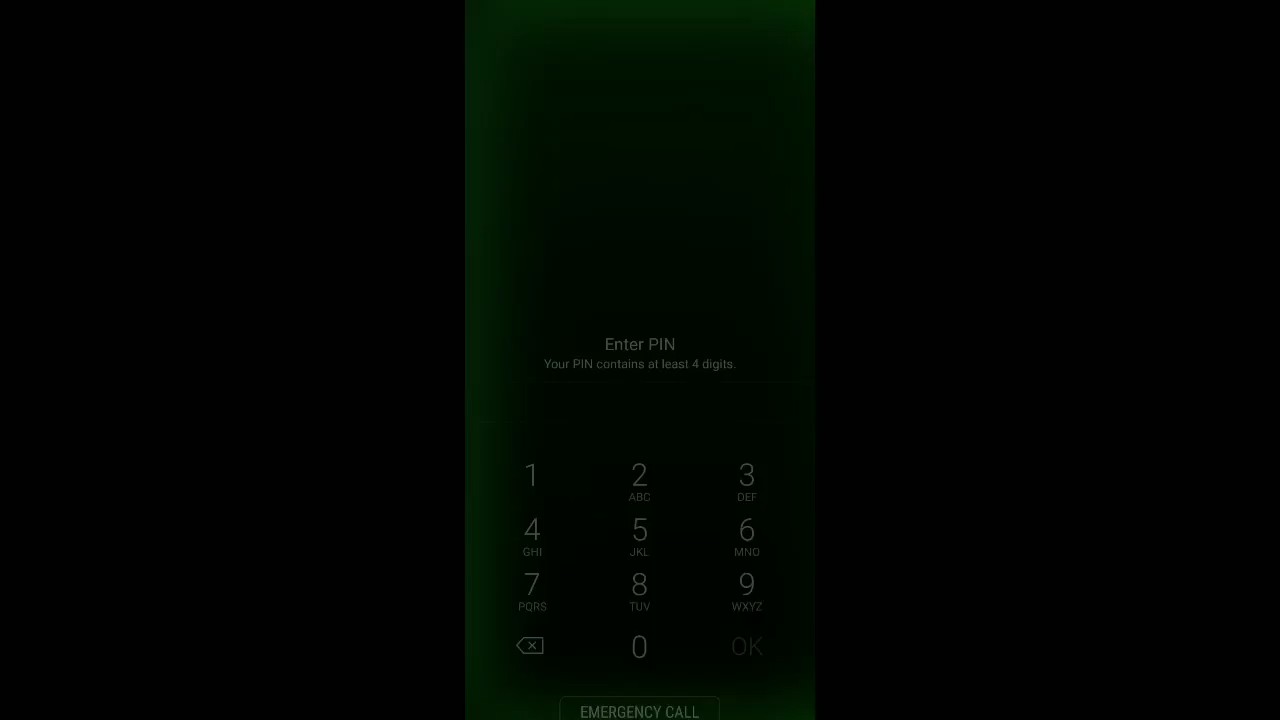 Enter PIN
Your PIN contains at least 4 digits.
1 2 3
ABC DEF
4 5 6
GHI JKL MNO
7 8 9
PQRS TUV WXYZ
0 OK
EMERGENCY CALL